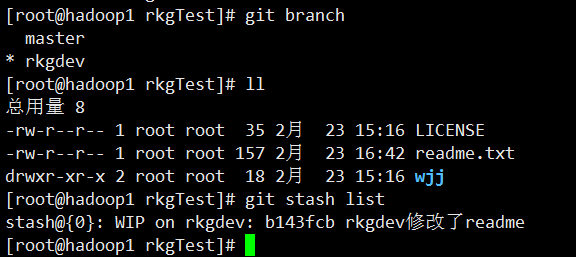 [root@hadoop1 rkgTest]# git branch
  master
* rkgdev
[root@hadoop1 rkgTest]# ll
总用量 8
-rw-r--r-- 1 root root  35 2月  23 15:16 LICENSE
-rw-r--r-- 1 root root 157 2月  23 16:42 readme.txt
drwxr-xr-x 2 root root  18 2月  23 15:16 wjj
[root@hadoop1 rkgTest]# git stash list
stash@{0}: WIP on rkgdev: b143fcb rkgdev修改了readme
[root@hadoop1 rkgTest]#